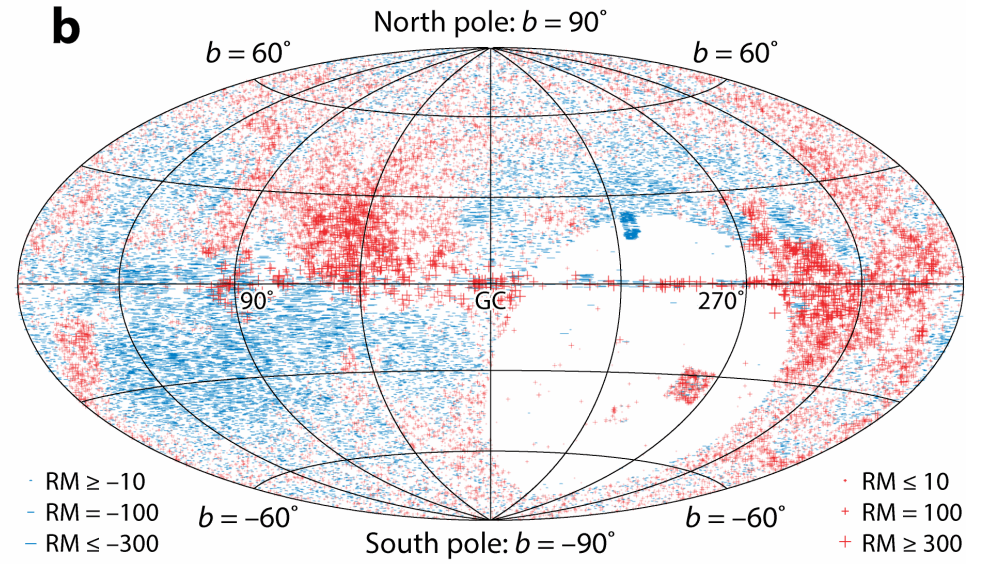 b
North pole: b = 90˚
b = 60˚ b = 60˚
90˚ GC 270˚
RM ≥ –10 RM ≤ 10
RM = –100 RM = 100
b = –60˚ b = –60˚
RM ≤ –300 RM ≥ 300
South pole: b = –90˚